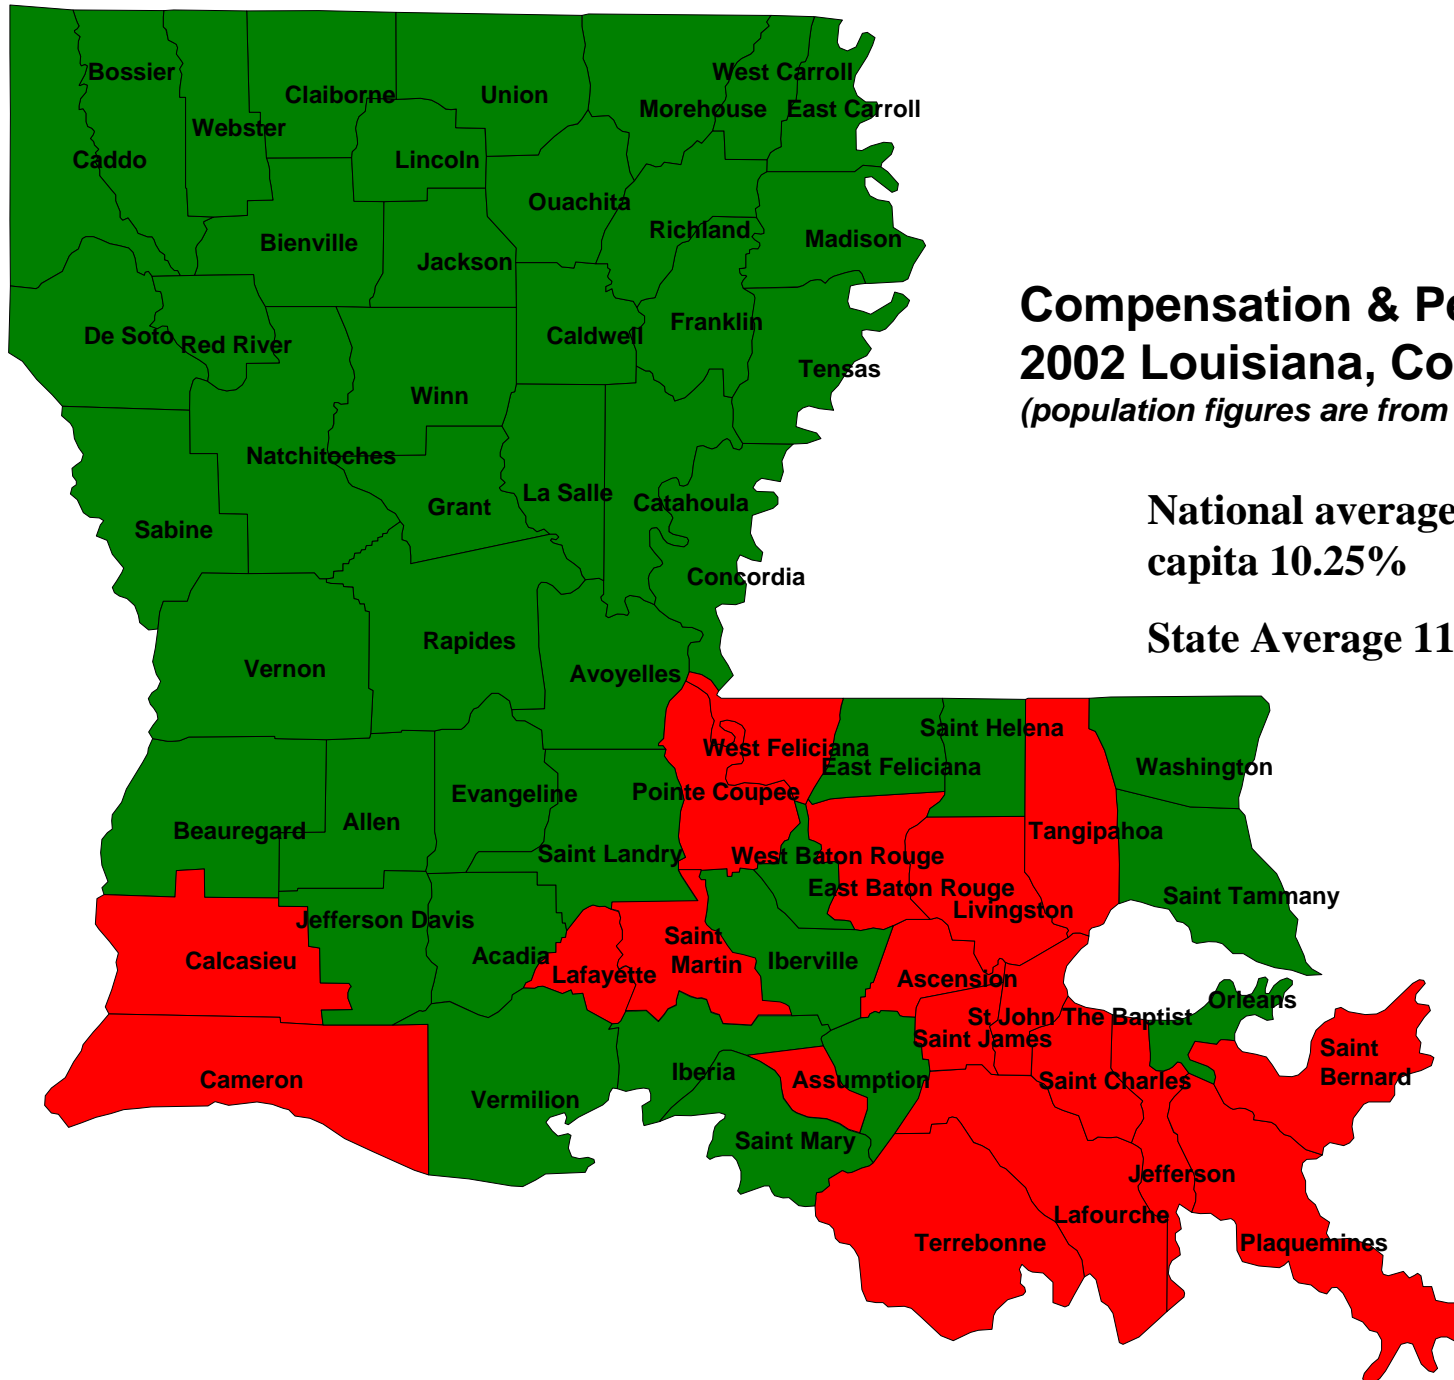 Bossier
West Carroll
Claiborne
Union
Morehouse
East Carroll
Webster
Caddo
Lincoln
Ouachita
Richland
Madison
Bienville
Jackson
Compensation &
2002 Louisiana,
(population figures are from
Franklin
De Soto
Red River
Caldwell
Tensas
Winn
Natchitoches
La Salle
Catahoula
Grant
National average
capita 10.25%
Sabine
Concordia
State Average 11
Rapides
Vernon
Avoyelles
Saint Helena
West Feliciana
East Feliciana
Washington
Evangeline
Pointe Coupee
Allen
Beauregard
Tangipahoa
Saint Landry
West Baton Rouge
East Baton Rouge
Saint Tammany
Livingston
Jefferson Davis
Acadia
Calcasieu
Lafayette
Saint
Martin
Iberville
Ascension
Orleans
St John The Baptist
Saint James
Saint
Bernard
Cameron
Iberia
Assumption
Saint Charles
Vermilion
Saint Mary
Jefferson
Lafourche
Terrebonne
Plaquemines